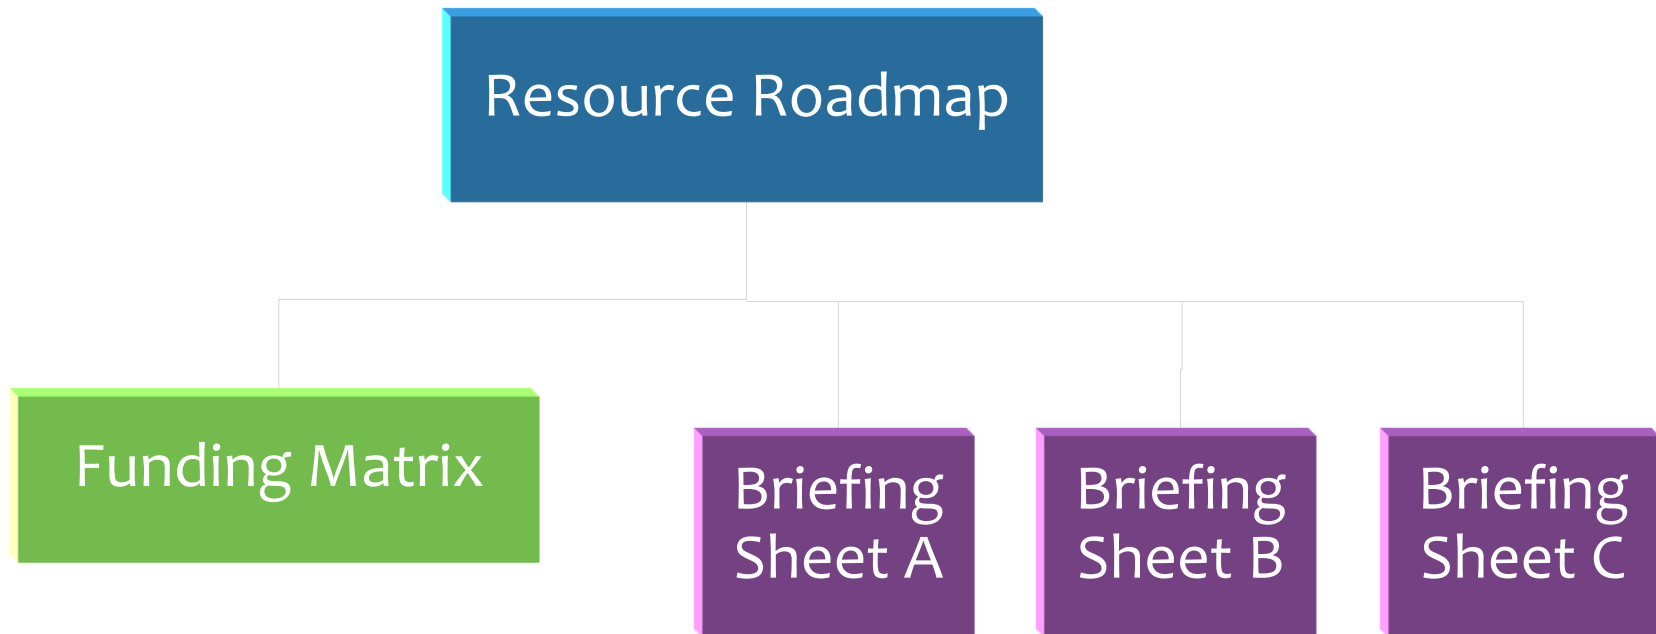 Resource Roadmap
Funding Matrix
Briefing
Sheet A
Briefing
Sheet B
Briefing
Sheet C